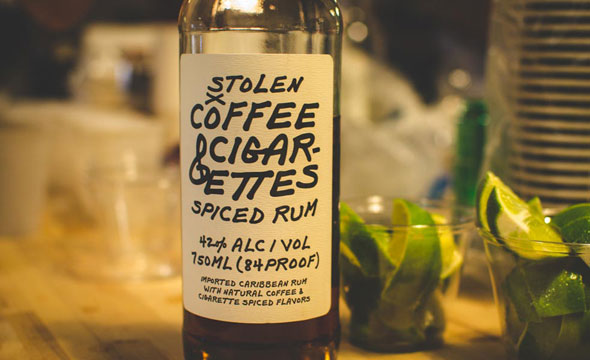 STOLEN
COFFEE
& CIGAR-
ETTES
SPICED RUM
42% ALC / VOL
750ML (84PROOF)
IMPORTED CARIBBEAN RUM
WITH NATURAL COFFEE &
CIGARETTE SPICED FLAVORS